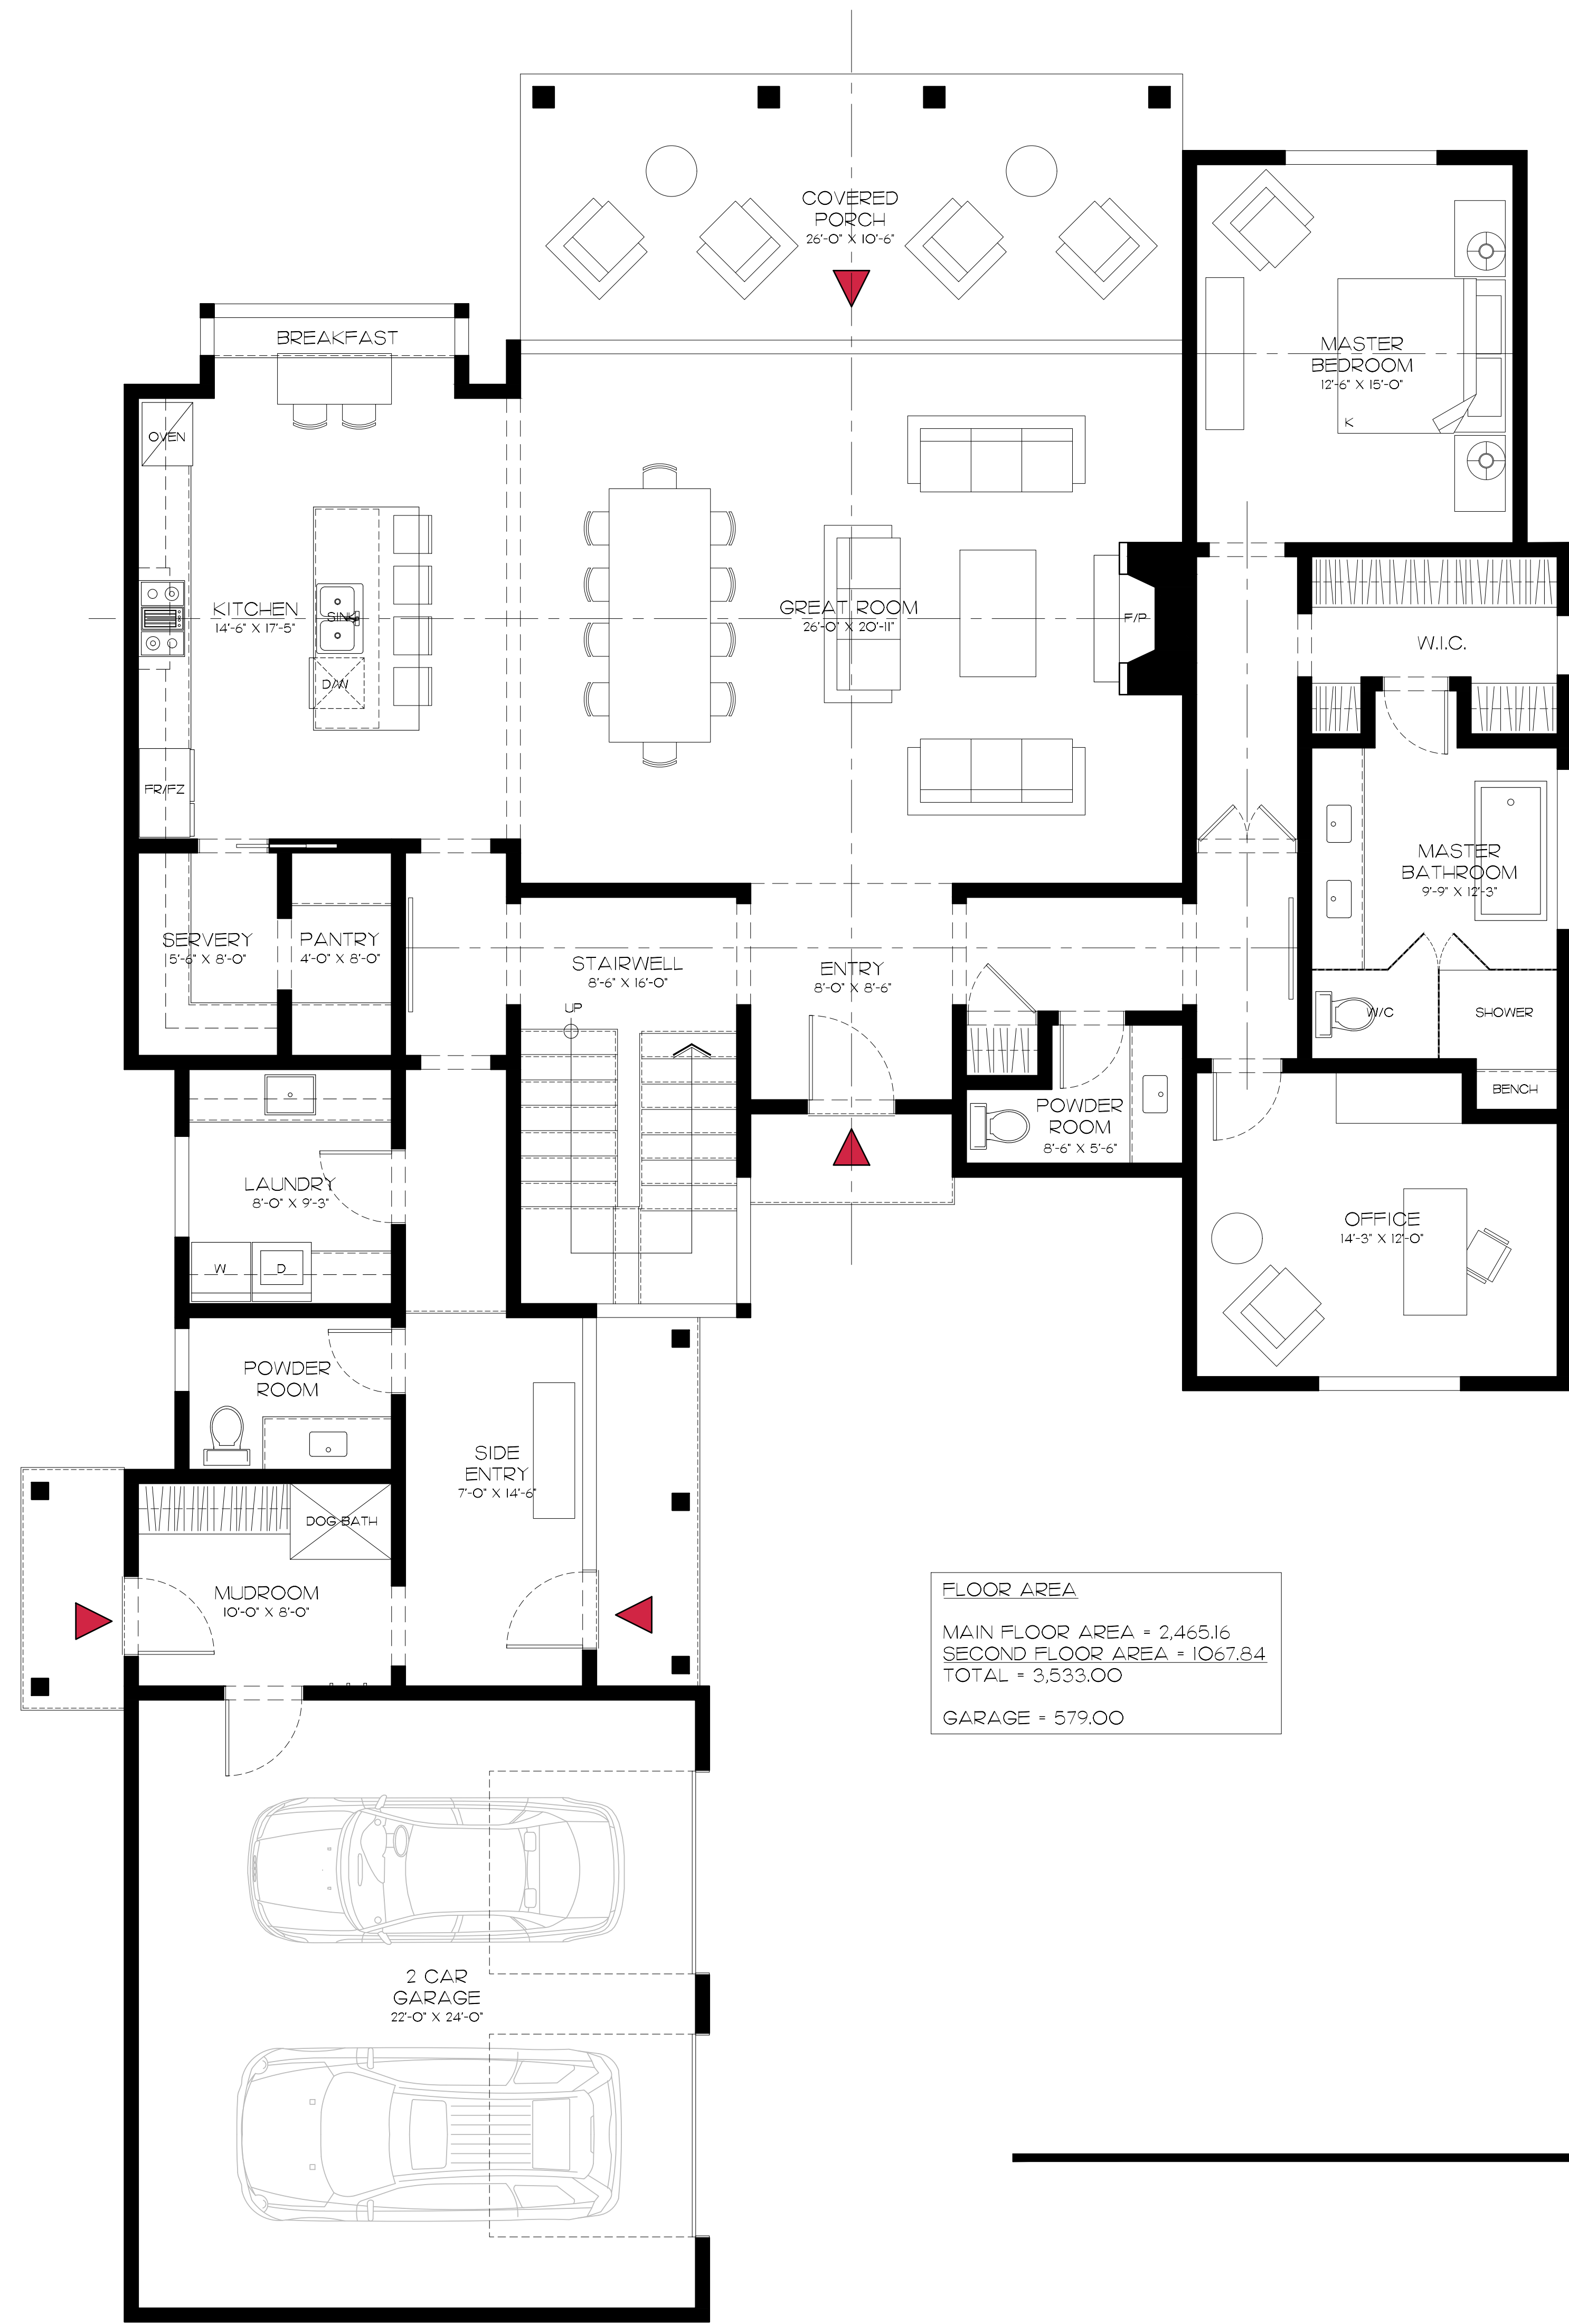 COVERED
PORCH
26'-0" X 10'-6"
BREAKFAST
MASTER
BEDROOM
12'-6" X 15'-0"
K
OVEN
KITCHEN
14'-6" X 17'-5"
SINK
D/W
FR/FZ
GREAT ROOM
26'-0" X 20'-11"
F/P
W.I.C.
MASTER
BATHROOM
9'-9" X 12'-3"
SERVERY
5'-6" X 8'-0"
PANTRY
4'-0" X 8'-0"
STAIRWELL
8'-6" X 16'-0"
UP
ENTRY
8'-0" X 8'-6"
W/C
SHOWER
BENCH
POWDER
ROOM
8'-6" X 5'-6"
LAUNDRY
8'-0" X 9'-3"
W
D
OFFICE
14'-3" X 12'-0"
POWDER
ROOM
SIDE
ENTRY
7'-0" X 14'-6"
DOG BATH
MUDROOM
10'-0" X 8'-0"
FLOOR AREA
MAIN FLOOR AREA = 2,465.16
SECOND FLOOR AREA = 1067.84
TOTAL = 3,533.00
GARAGE = 579.00
2 CAR
GARAGE
22'-0" X 24'-0"